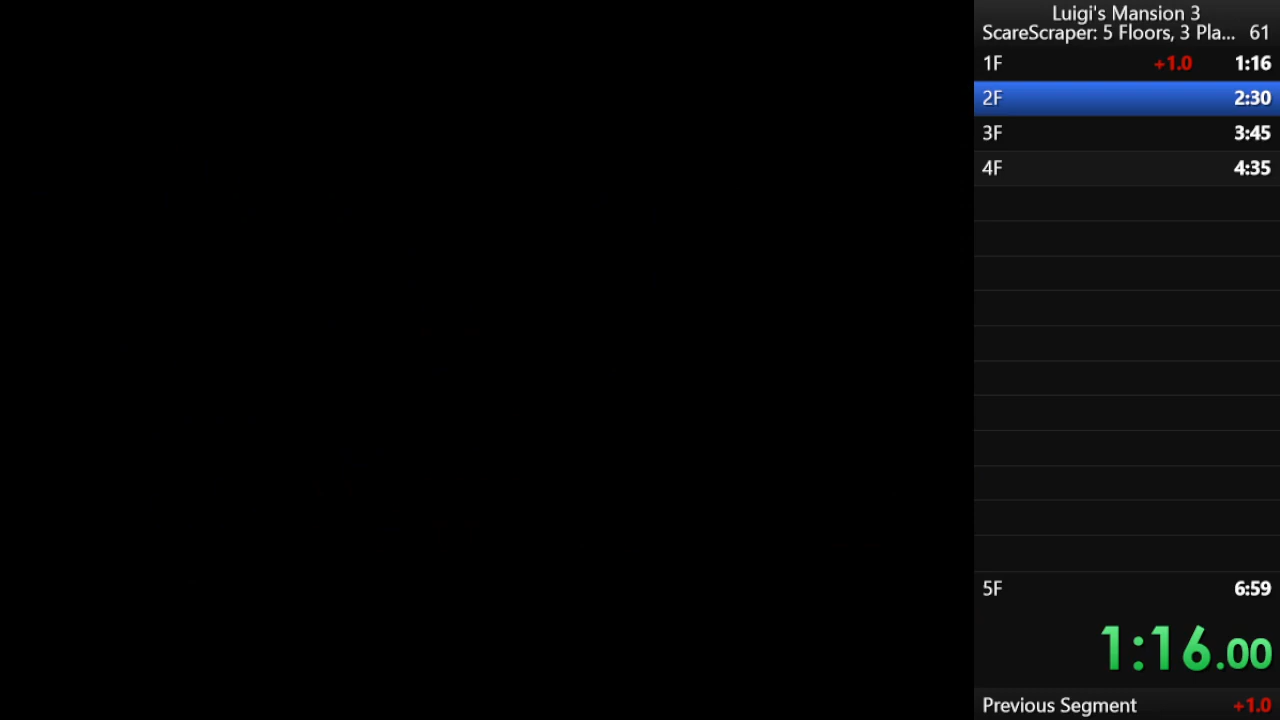 Luigi's Mansion 3
ScareScraper: 5 Floors, 3 Pla... 61
1F +1.0 1:16
2F 2:30
3F 3:45
4F 4:35
5F 6:59
1:16.00
Previous Segment +1.0